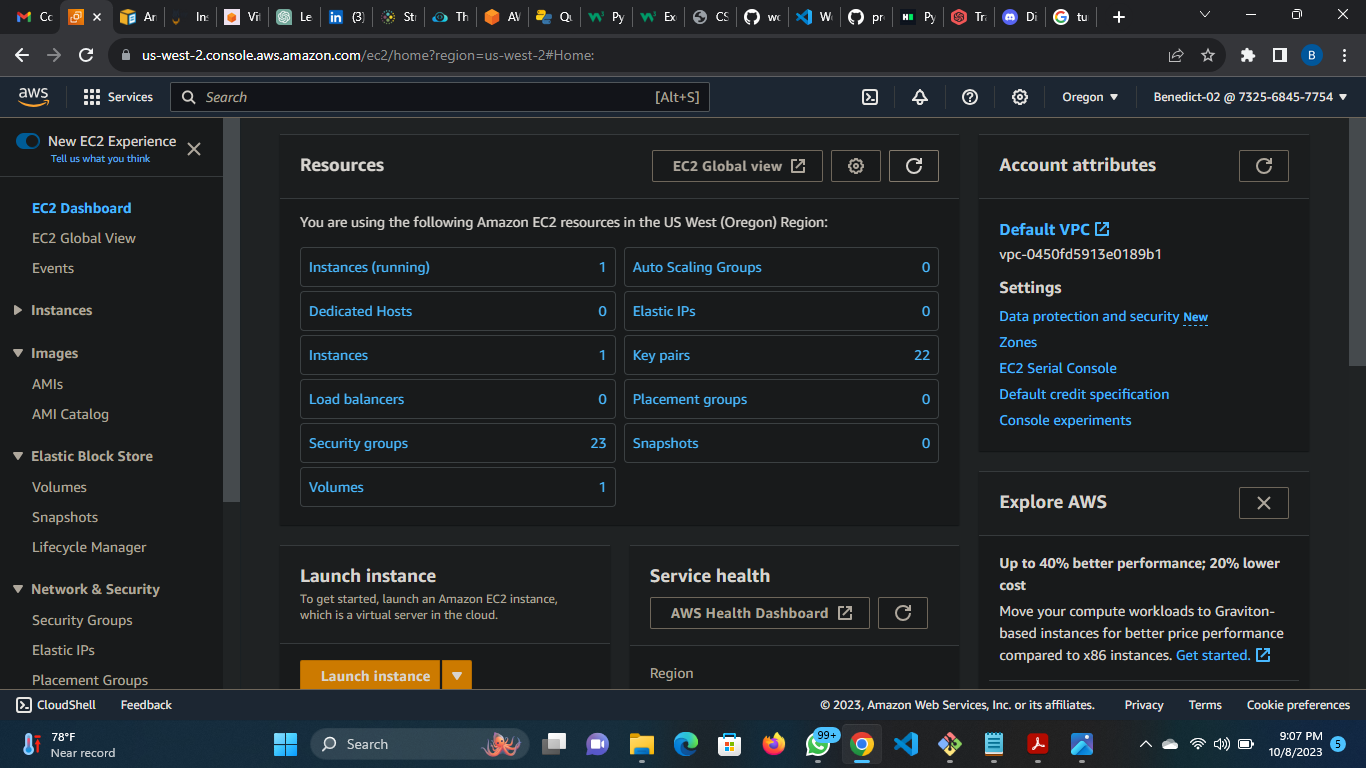 Cc
Ar
In
Vit
Le
(3)
Str
Th
AV
Qu
Py
Exe
CS
wc
We
pr
Py
Tra
Di
tu
us-west-2.console.aws.amazon.com/ec2/home?region=us-west-2#Home:
B
aws
Services
Search
[Alt+S]
Oregon
Benedict-02 @ 7325-6845-7754
New EC2 Experience
Tell us what you think
EC2 Dashboard
EC2 Global View
Events
Instances
Images
AMIs
AMI Catalog
Elastic Block Store
Volumes
Snapshots
Lifecycle Manager
Network & Security
Security Groups
Elastic IPs
Placement Groups
Resources
EC2 Global view
You are using the following Amazon EC2 resources in the US West (Oregon) Region:
Instances (running) 1
Auto Scaling Groups 0
Dedicated Hosts 0
Elastic IPs 0
Instances 1
Key pairs 22
Load balancers 0
Placement groups 0
Security groups 23
Snapshots 0
Volumes 1
Launch instance
To get started, launch an Amazon EC2 instance,
which is a virtual server in the cloud.
Launch instance
Service health
AWS Health Dashboard
Region
Account attributes
Default VPC
vpc-0450fd5913e0189b1
Settings
Data protection and security New
Zones
EC2 Serial Console
Default credit specification
Console experiments
Explore AWS
Up to 40% better performance; 20% lower
cost
Move your compute workloads to Graviton-
based instances for better price performance
compared to x86 instances. Get started.
CloudShell
Feedback
© 2023, Amazon Web Services, Inc. or its affiliates.
Privacy
Terms
Cookie preferences
78°F
Near record
Search
99+
9:07 PM
10/8/2023
5